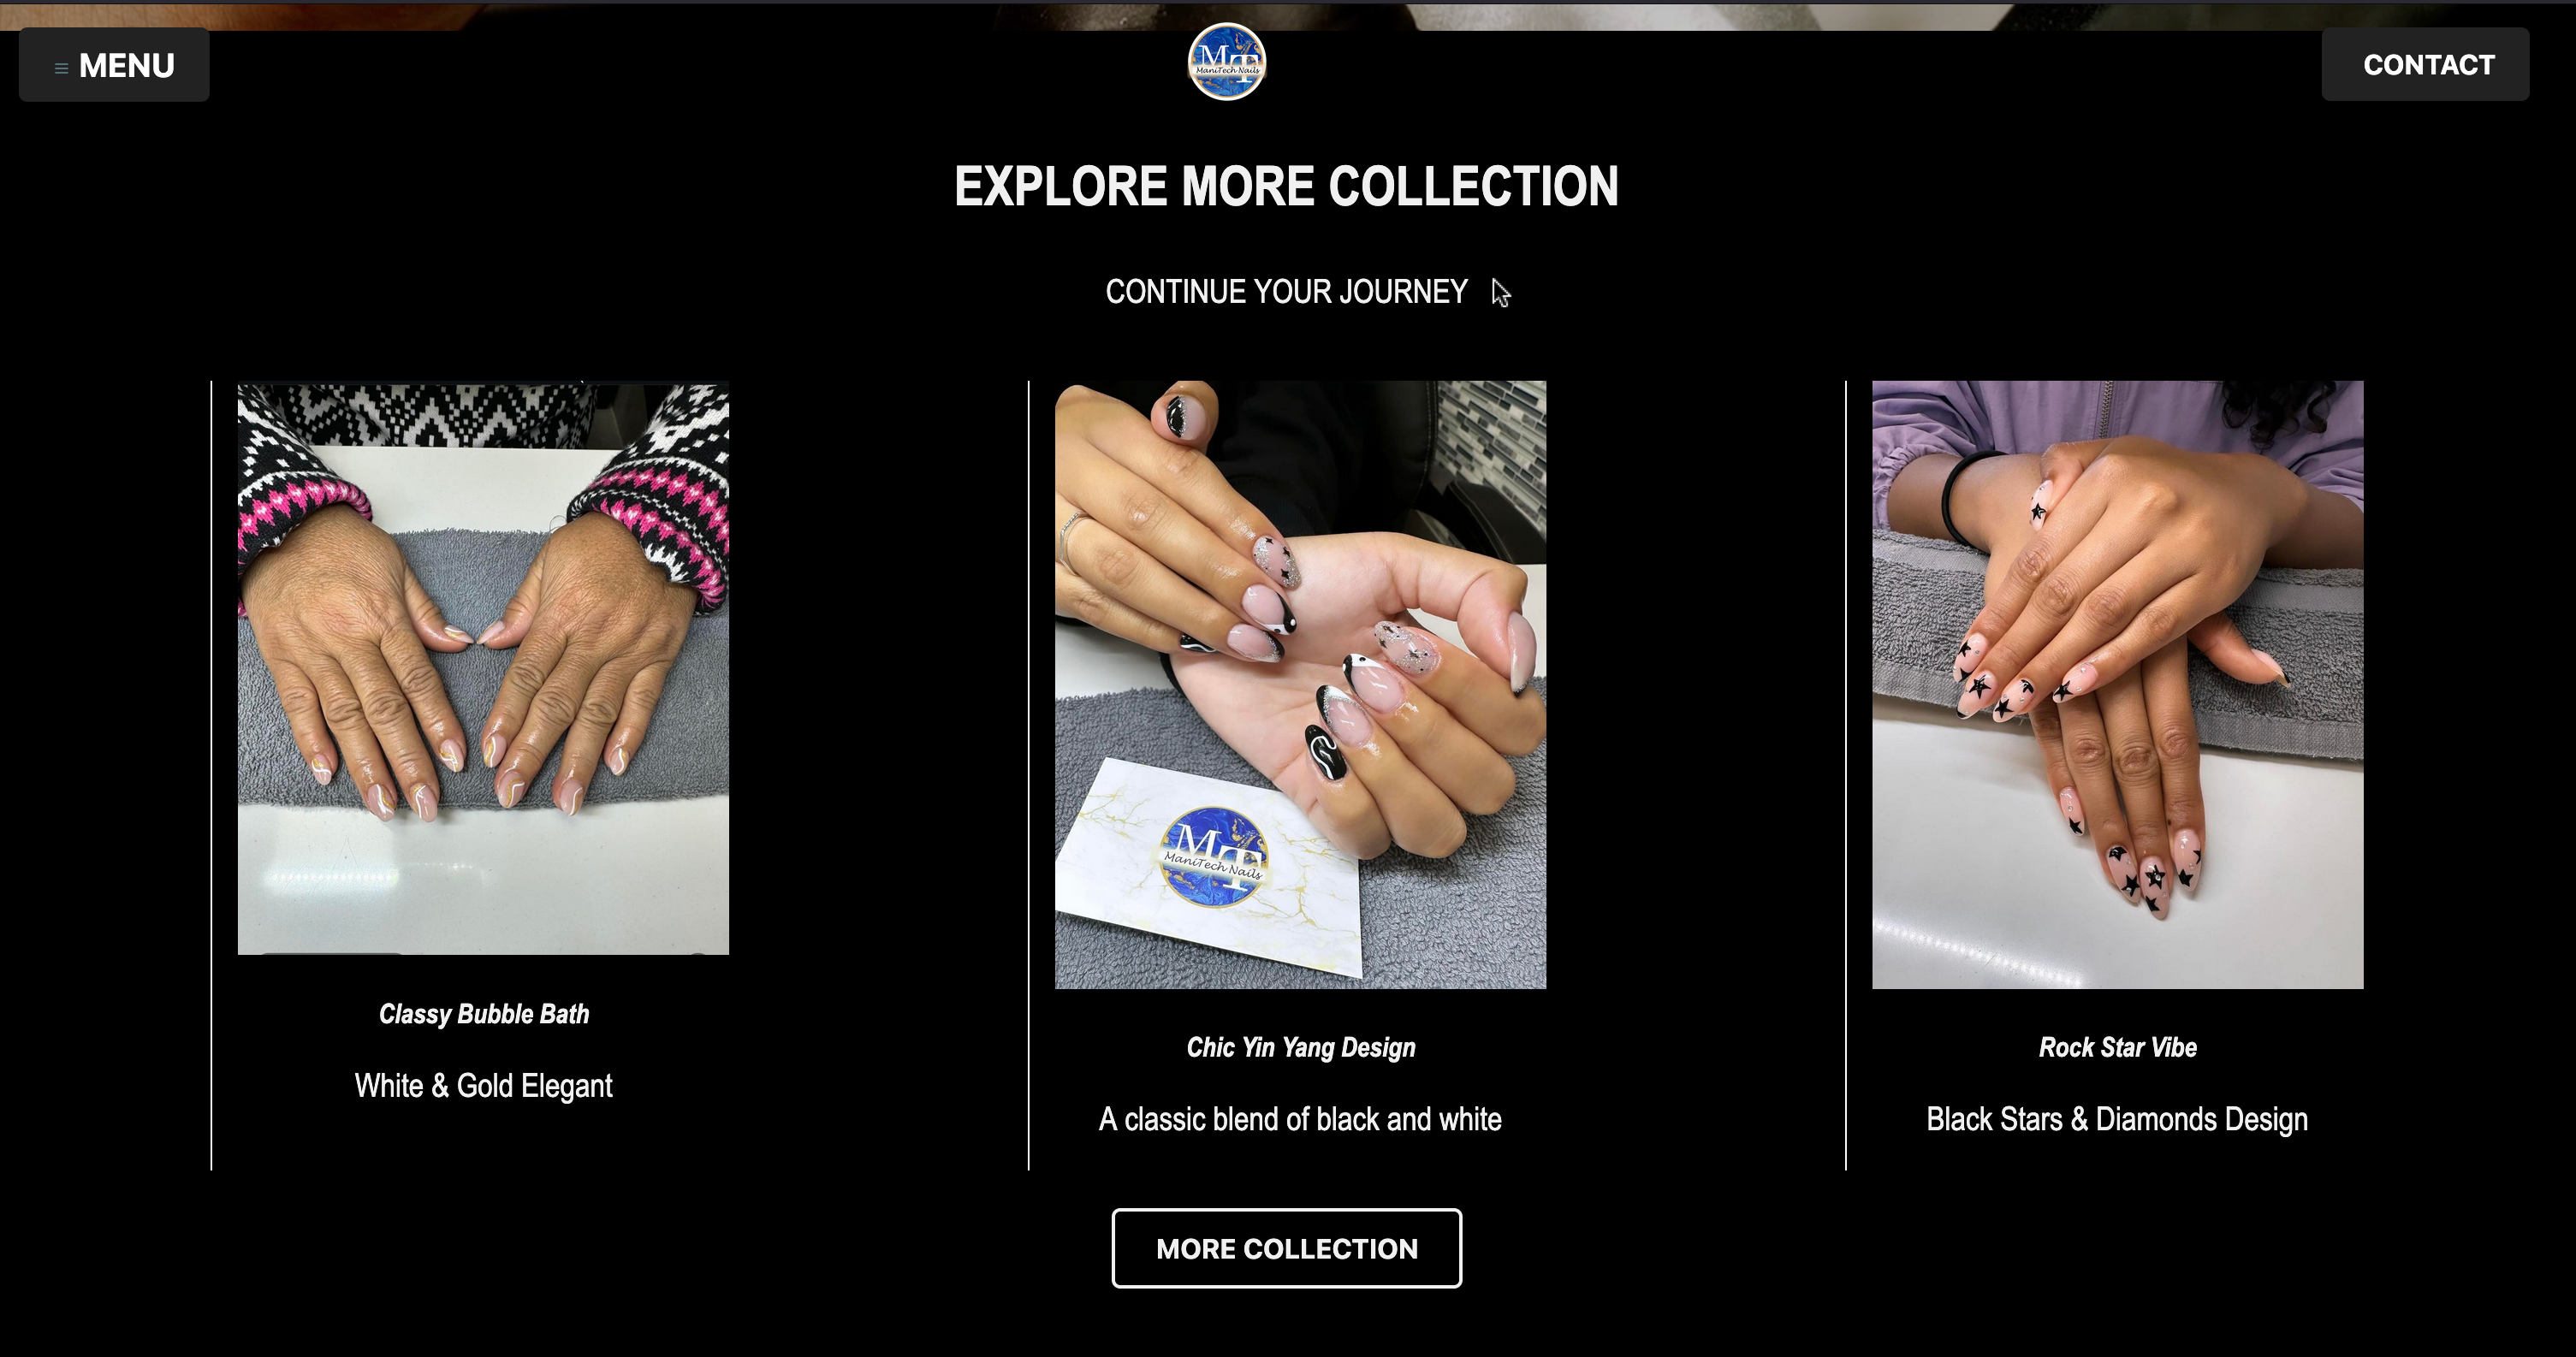 MENU
MT
ManiTech Nails
CONTACT
EXPLORE MORE COLLECTION
CONTINUE YOUR JOURNEY
MT
ManiTech Nails
Classy Bubble Bath
White & Gold Elegant
Chic Yin Yang Design
A classic blend of black and white
Rock Star Vibe
Black Stars & Diamonds Design
MORE COLLECTION